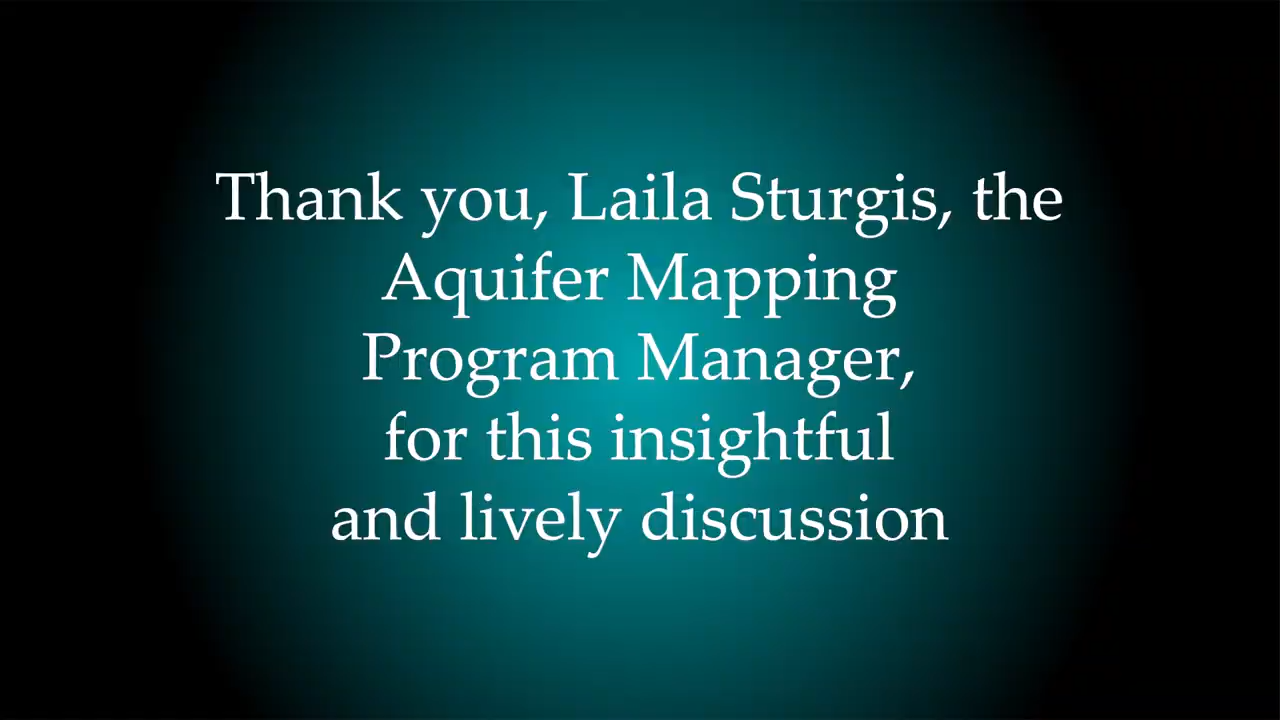 Thank you, Laila Sturgis, the
Aquifer Mapping
Program Manager,
for this insightful
and lively discussion